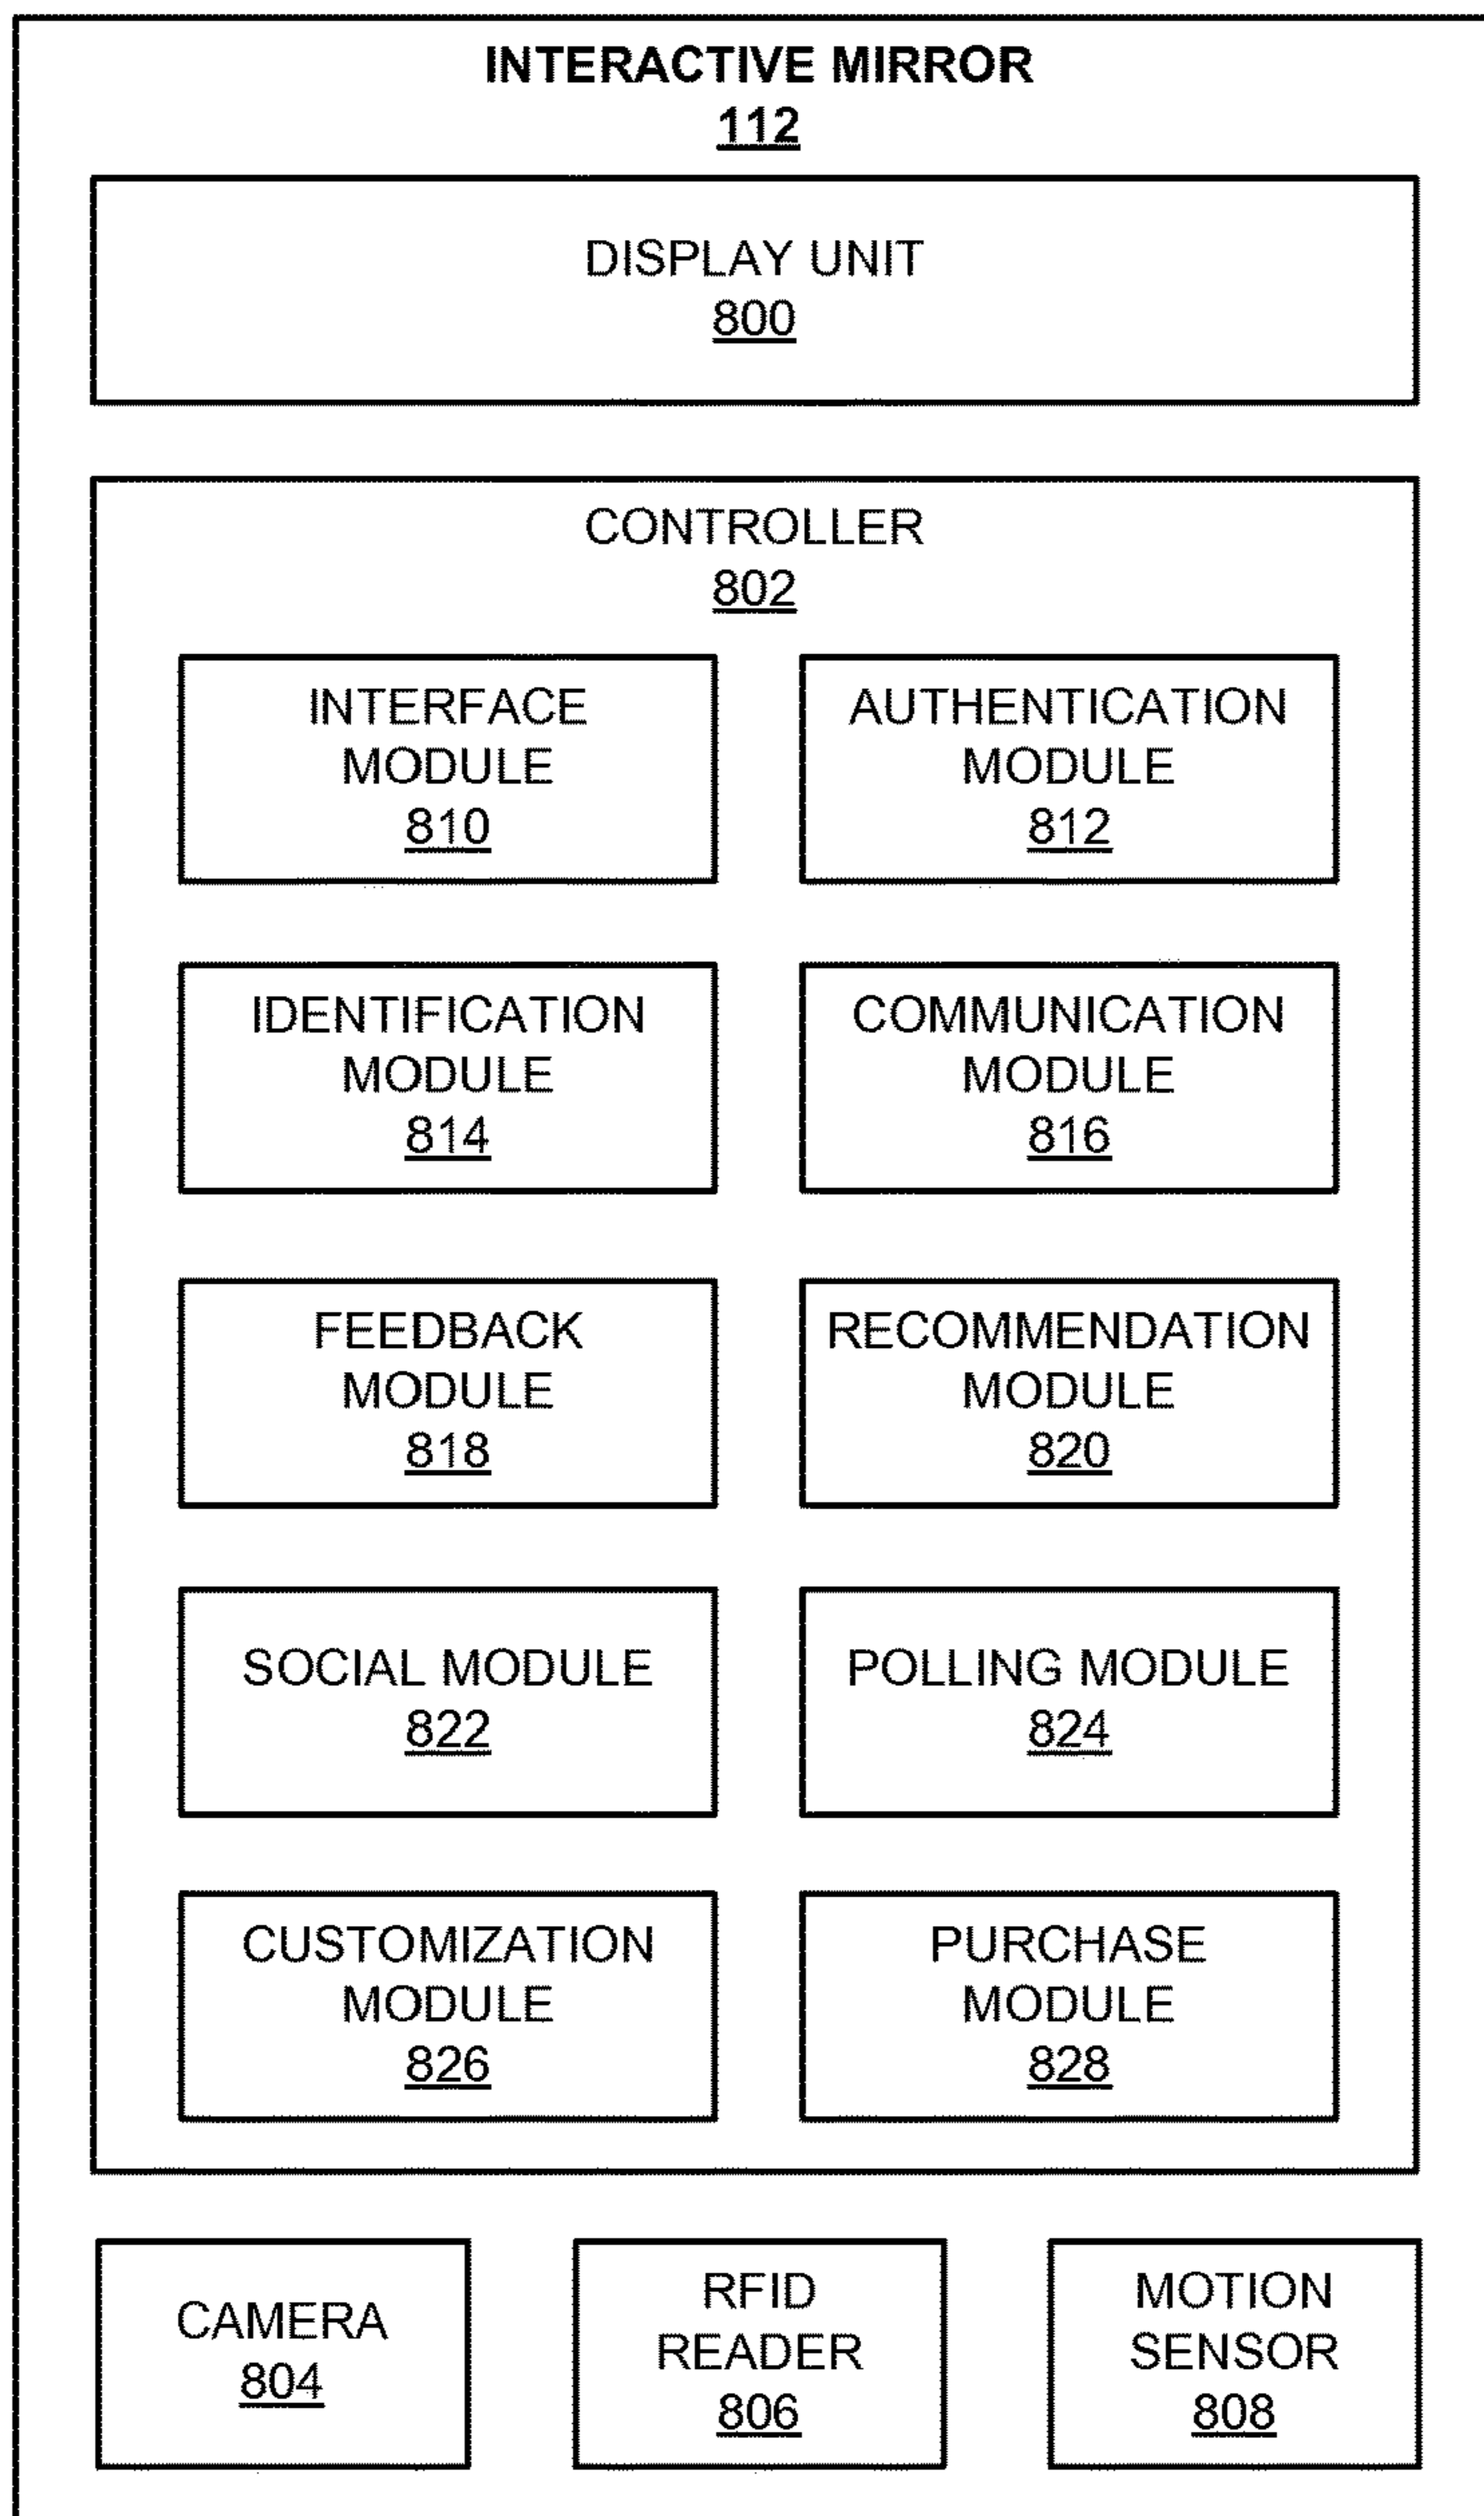 INTERACTIVE MIRROR
112
DISPLAY UNIT
800
CONTROLLER
802
INTERFACE
MODULE
810
AUTHENTICATION
MODULE
812
IDENTIFICATION
MODULE
814
COMMUNICATION
MODULE
816
FEEDBACK
MODULE
818
RECOMMENDATION
MODULE
820
SOCIAL MODULE
822
POLLING MODULE
824
CUSTOMIZATION
MODULE
826
PURCHASE
MODULE
828
CAMERA
804
RFID
READER
806
MOTION
SENSOR
808